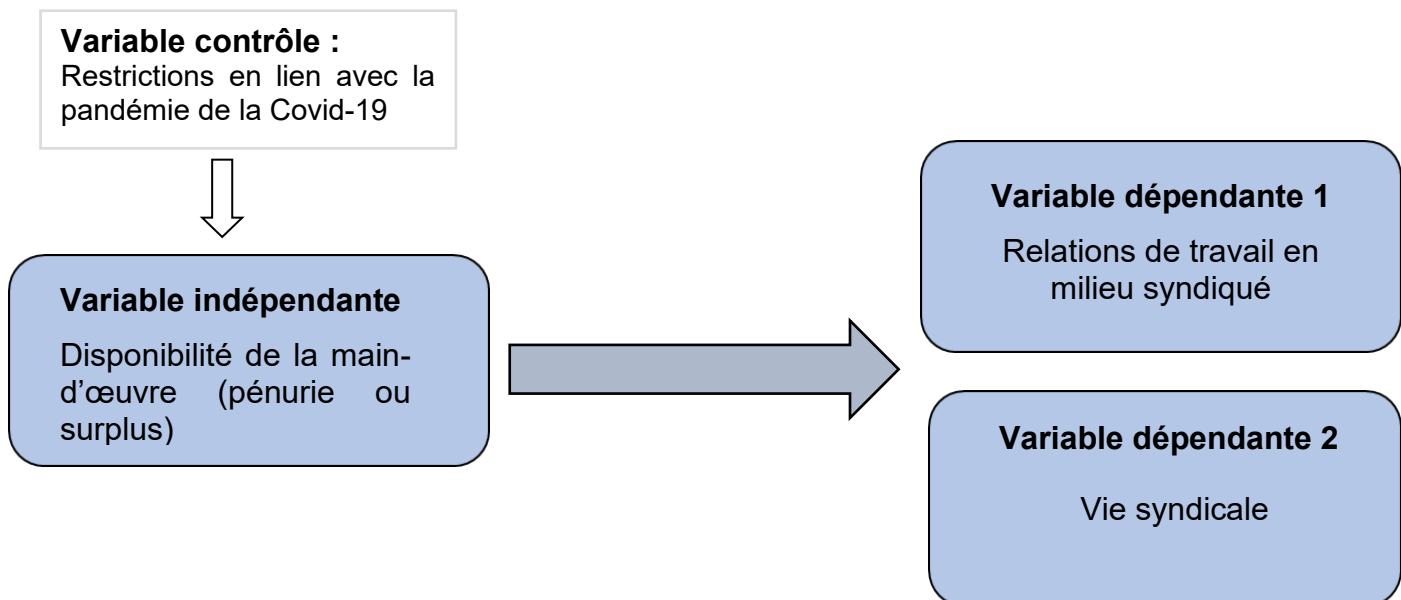 Variable contrôle :
Restrictions en lien avec la
pandémie de la Covid-19
Variable indépendante
Disponibilité de la main-
d’œuvre (pénurie ou
surplus)
Variable dépendante 1
Relations de travail en
milieu syndiqué
Variable dépendante 2
Vie syndicale